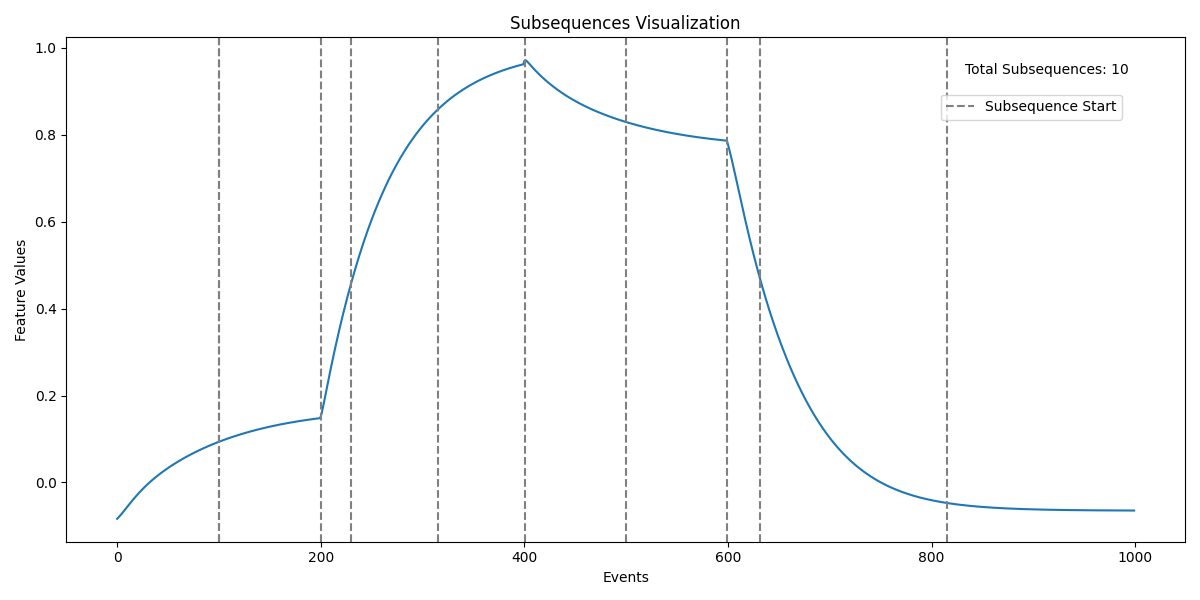 Subsequences Visualization
Total Subsequences: 10
Subsequence Start
Feature Values
1.0
0.8
0.6
0.4
0.2
0.0
0
200
400
600
800
1000
Events